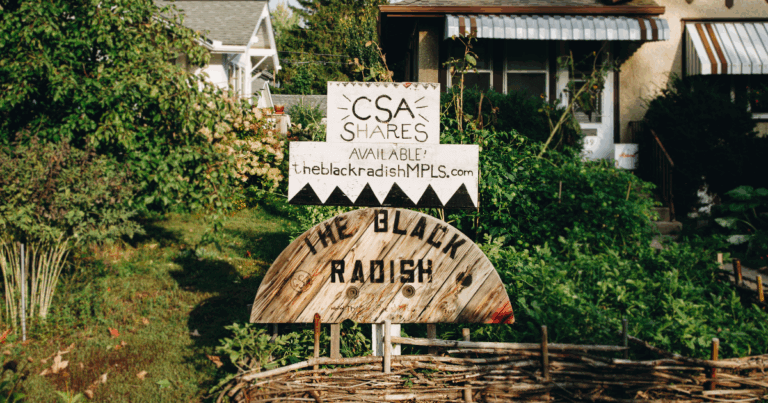 CSA
SHARES
AVAILABLE!
theblackradishMPLS.com
THE BLACK
RADISH